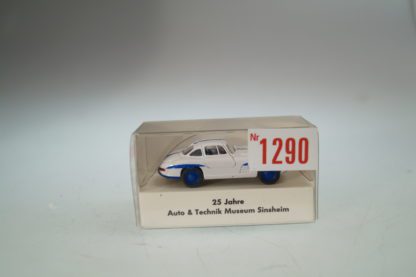 Nr. 1290
25 Jahre
Auto & Technik Museum Sinsheim